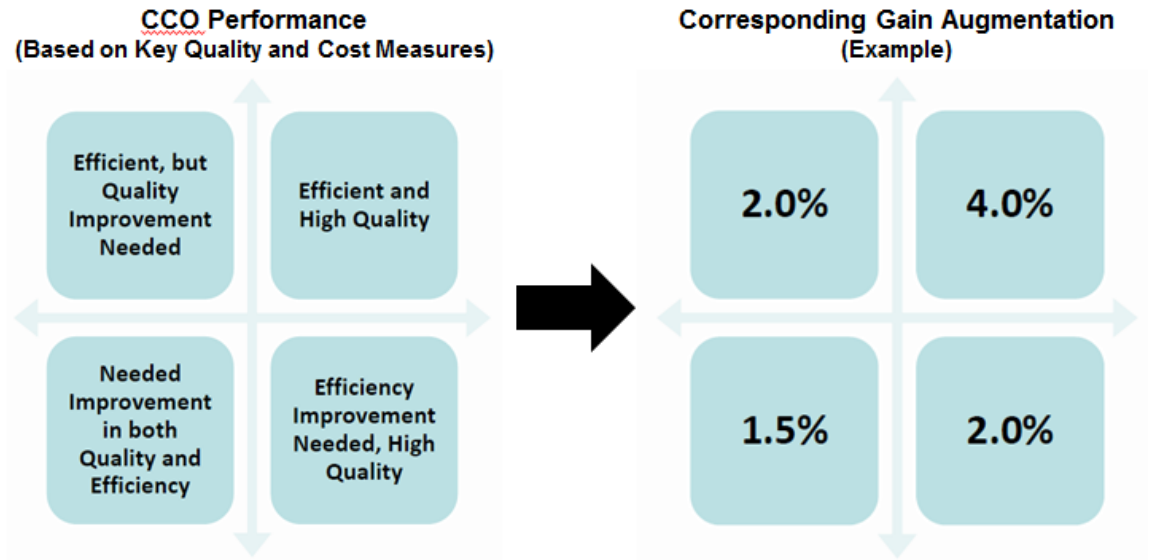 CCO Performance
(Based on Key Quality and Cost Measures)
Efficient, but
Quality
Improvement
Needed
Efficient and
High Quality
Needed
Improvement
in both
Quality and
Efficiency
Efficiency
Improvement
Needed, High
Quality
Corresponding Gain Augmentation
(Example)
2.0%
4.0%
1.5%
2.0%